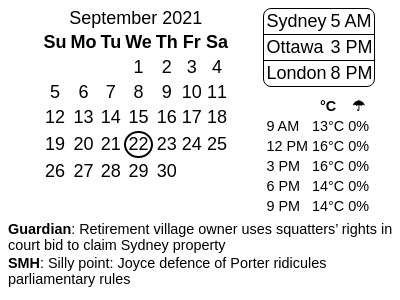 September 2021
Su Mo Tu We Th Fr Sa
1 2 3 4
5 6 7 8 9 10 11
12 13 14 15 16 17 18
19 20 21 22 23 24 25
26 27 28 29 30
Sydney 5 AM
Ottawa 3 PM
London 8 PM
°C ☂
9 AM 13°C 0%
12 PM 16°C 0%
3 PM 16°C 0%
6 PM 14°C 0%
9 PM 14°C 0%
Guardian: Retirement village owner uses squatters’ rights in
court bid to claim Sydney property
SMH: Silly point: Joyce defence of Porter ridicules
parliamentary rules